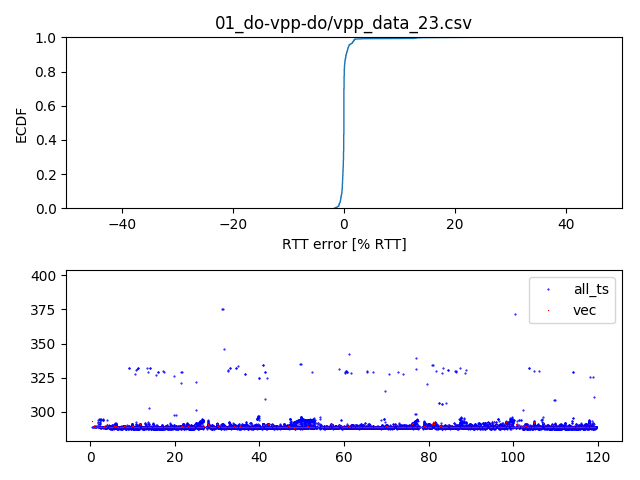 01_do-vpp-do/vpp_data_23.csv
1.0
0.8
0.6
0.4
0.2
0.0
ECDF
−40 −20 0 20 40
RTT error [% RTT]
400
375
350
325
300
all_ts
vec
0 20 40 60 80 100 120